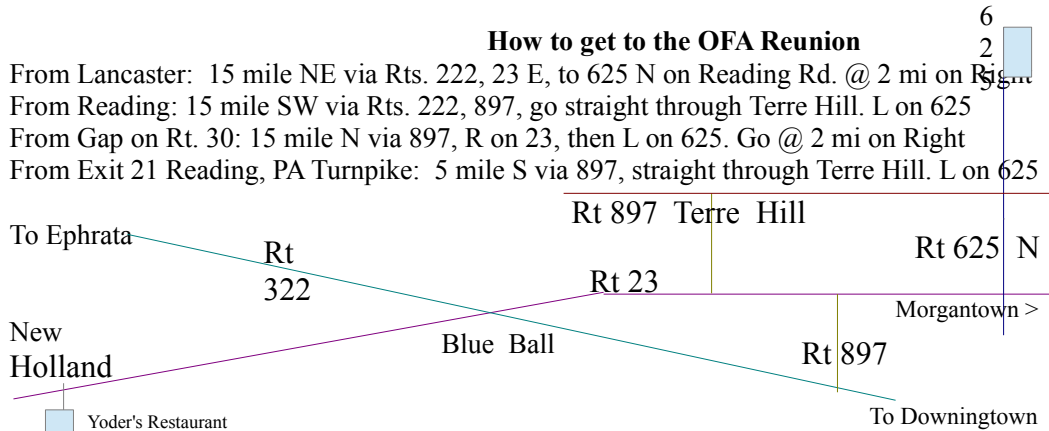 How to get to the OFA Reunion
From Lancaster: 15 mile NE via Rts. 222, 23 E, to 625 N on Reading Rd. @ 2 mi on Right
From Reading: 15 mile SW via Rts. 222, 897, go straight through Terre Hill. L on 625
From Gap on Rt. 30: 15 mile N via 897, R on 23, then L on 625. Go @ 2 mi on Right
From Exit 21 Reading, PA Turnpike: 5 mile S via 897, straight through Terre Hill. L on 625
6
2
5
Rt 897 Terre Hill
To Ephrata
Rt
322
Rt 625 N
Rt 23
Morgantown >
New
Holland
Blue Ball
Rt 897
Yoder's Restaurant
To Downingtown